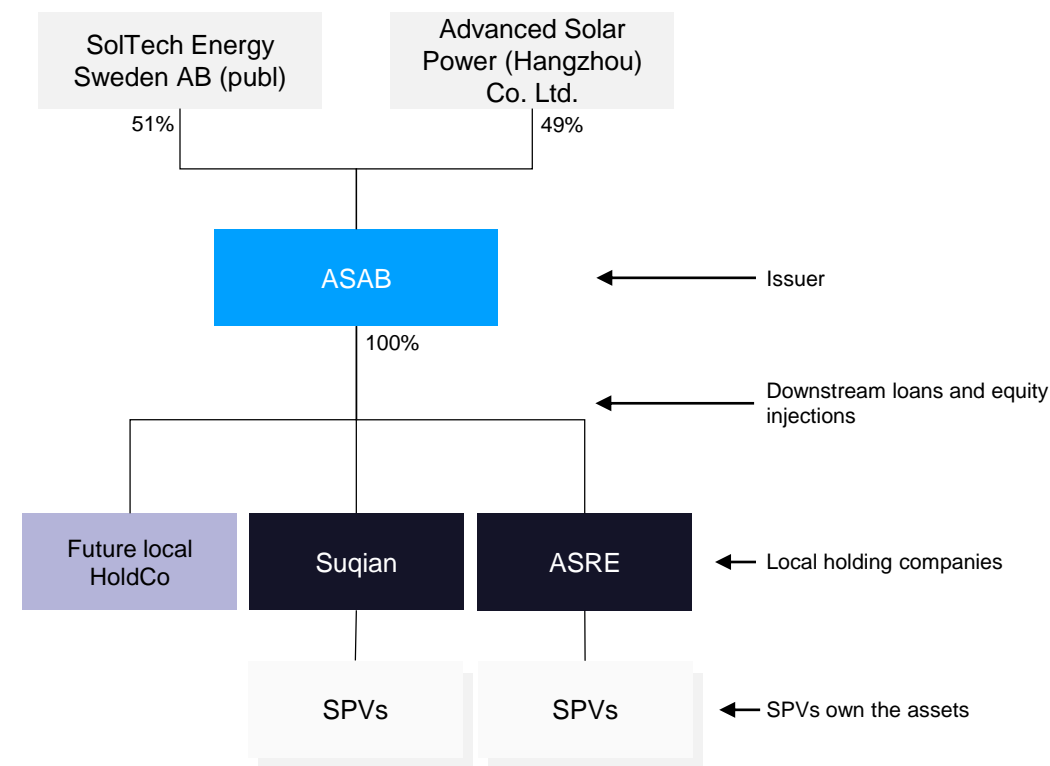 SolTech Energy
Sweden AB (publ)
Advanced Solar
Power (Hangzhou)
Co. Ltd.
51%
49%
ASAB
Issuer
100%
Downstream loans and equity
injections
Future local
HoldCo
Suqian
ASRE
Local holding companies
SPVs
SPVs
SPVs own the assets